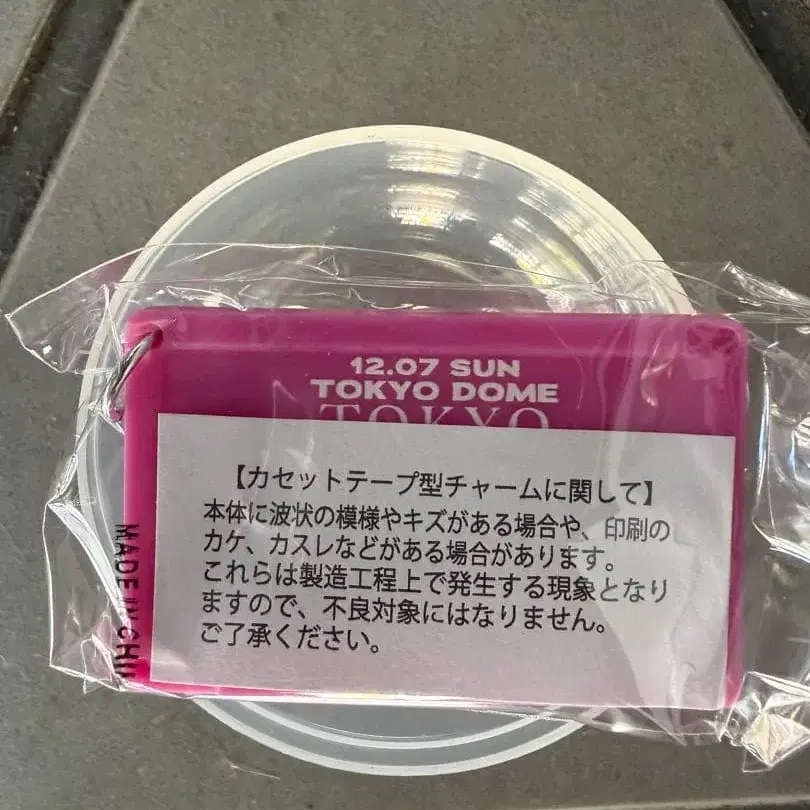 12.07 SUN
TOKYO DOME
TOKYO
【カセットテープ型チャームに関して】
本体に波状の模様やキズがある場合や、印刷の
カケ、カスレなどがある場合があります。
これらは製造工程上で発生する現象となり
ますので、不良対象にはなりません。
ご了承ください。
MADE IN CHI